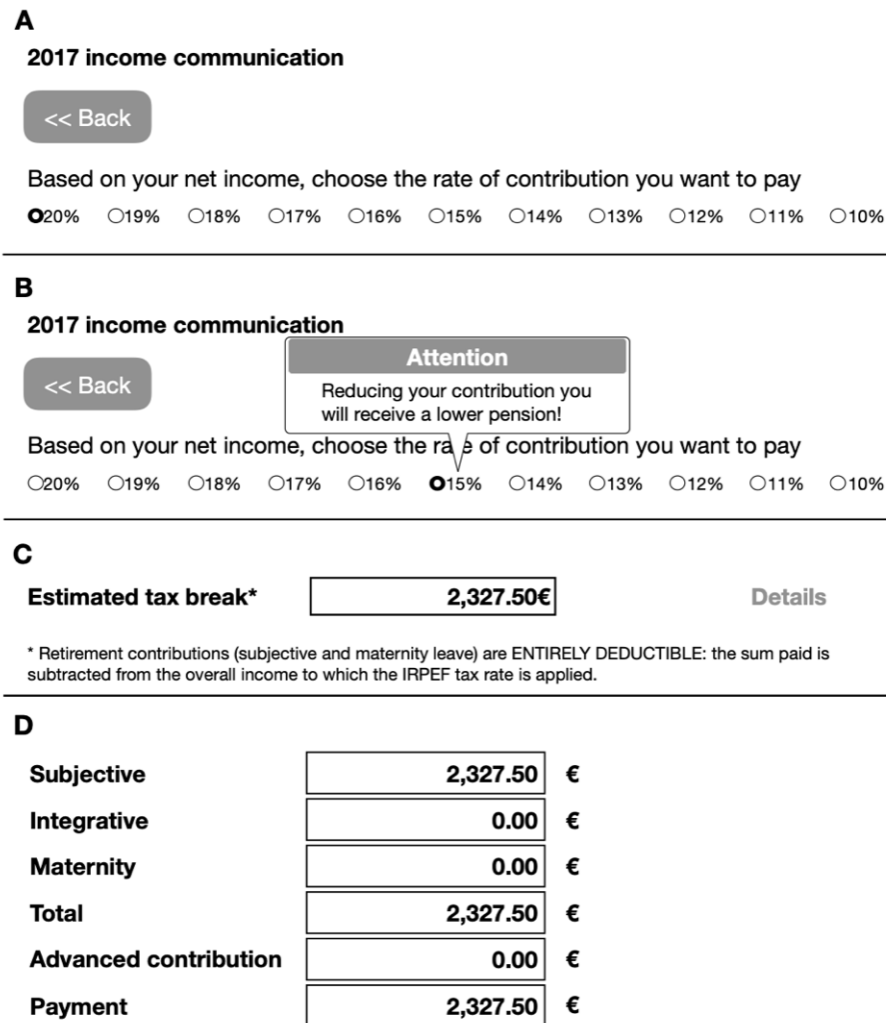 A
2017 income communication
<< Back
Based on your net income, choose the rate of contribution you want to pay
20% 19% 18% 17% 16% 15% 14% 13% 12% 11% 10%
B
2017 income communication
Attention
<< Back
Reducing your contribution you
will receive a lower pension!
Based on your net income, choose the rate of contribution you want to pay
20% 19% 18% 17% 16% 15% 14% 13% 12% 11% 10%
C
Estimated tax break* 2,327.50€ Details
* Retirement contributions (subjective and maternity leave) are ENTIRELY DEDUCTIBLE: the sum paid is
subtracted from the overall income to which the IRPEF tax rate is applied.
D
Subjective 2,327.50 €
Integrative 0.00 €
Maternity 0.00 €
Total 2,327.50 €
Advanced contribution 0.00 €
Payment 2,327.50 €